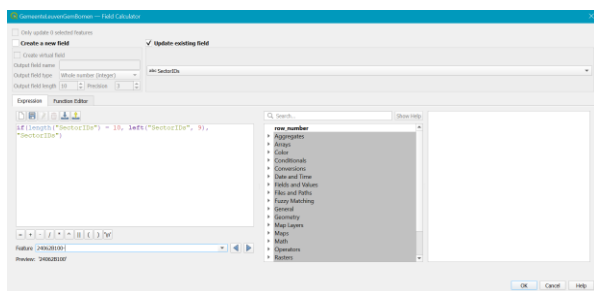 GemeenteLeuvenGemBomen — Field Calculator
Only update 0 selected features
Create a new field
✓ Update existing field
Create virtual field
Output field name
Output field type Whole number (integer)
Output field length 10 Precision 3
abc SectorIDs
Expression Function Editor
if(length("SectorIDs") = 10, left("SectorIDs", 9),
"SectorIDs")
= + - / * ^ || ( ) '\n'
Feature 24062B100
Preview: '24062B100'
Search... Show Help
row_number
Aggregates
Arrays
Color
Conditionals
Conversions
Date and Time
Fields and Values
Files and Paths
Fuzzy Matching
General
Geometry
Map Layers
Maps
Math
Operators
Rasters
OK Cancel Help